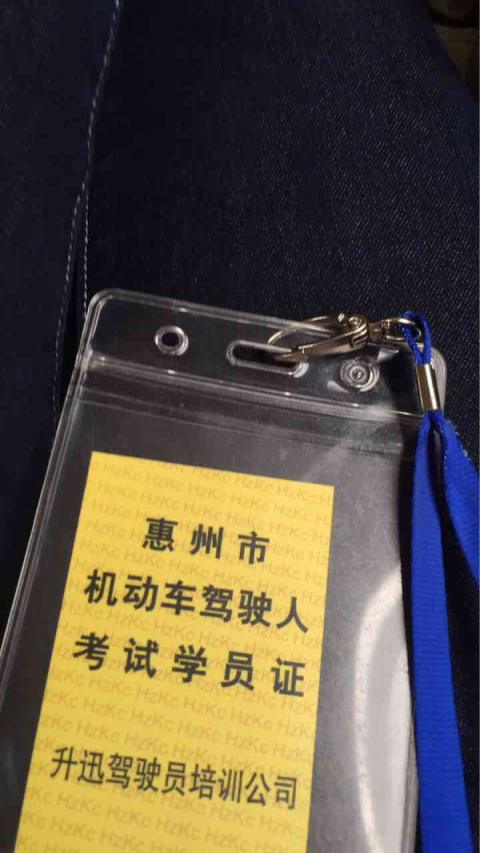 惠州市
机动车驾驶人
考试学员证
升迅驾驶员培训公司